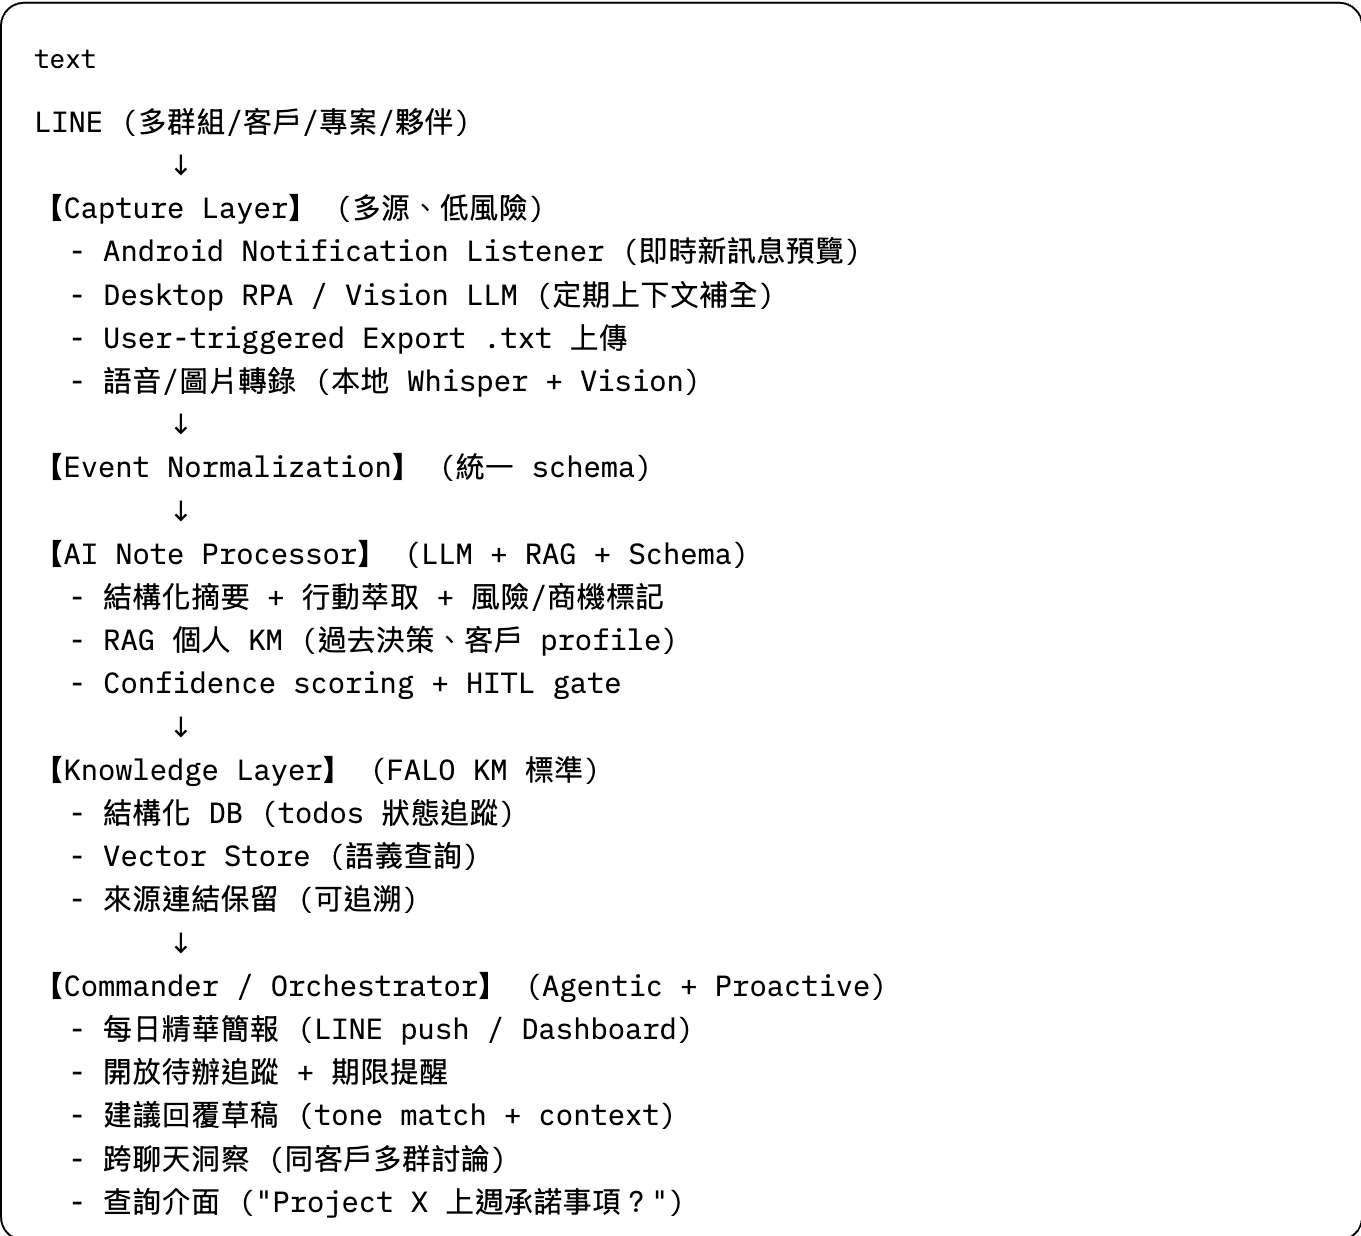 text
LINE (多群組/客戶/專案/夥伴)
↓
【Capture Layer】 (多源、低風險)
- Android Notification Listener (即時新訊息預覽)
- Desktop RPA / Vision LLM (定期上下文補全)
- User-triggered Export .txt 上傳
- 語音/圖片轉錄 (本地 Whisper + Vision)
↓
【Event Normalization】 (統一 schema)
↓
【AI Note Processor】 (LLM + RAG + Schema)
- 結構化摘要 + 行動萃取 + 風險/商機標記
- RAG 個人 KM (過去決策、客戶 profile)
- Confidence scoring + HITL gate
↓
【Knowledge Layer】 (FALO KM 標準)
- 結構化 DB (todos 狀態追蹤)
- Vector Store (語義查詢)
- 來源連結保留 (可追溯)
↓
【Commander / Orchestrator】 (Agentic + Proactive)
- 每日精華簡報 (LINE push / Dashboard)
- 開放待辦追蹤 + 期限提醒
- 建議回覆草稿 (tone match + context)
- 跨聊天洞察 (同客戶多群討論)
- 查詢介面 ("Project X 上週承諾事項？")